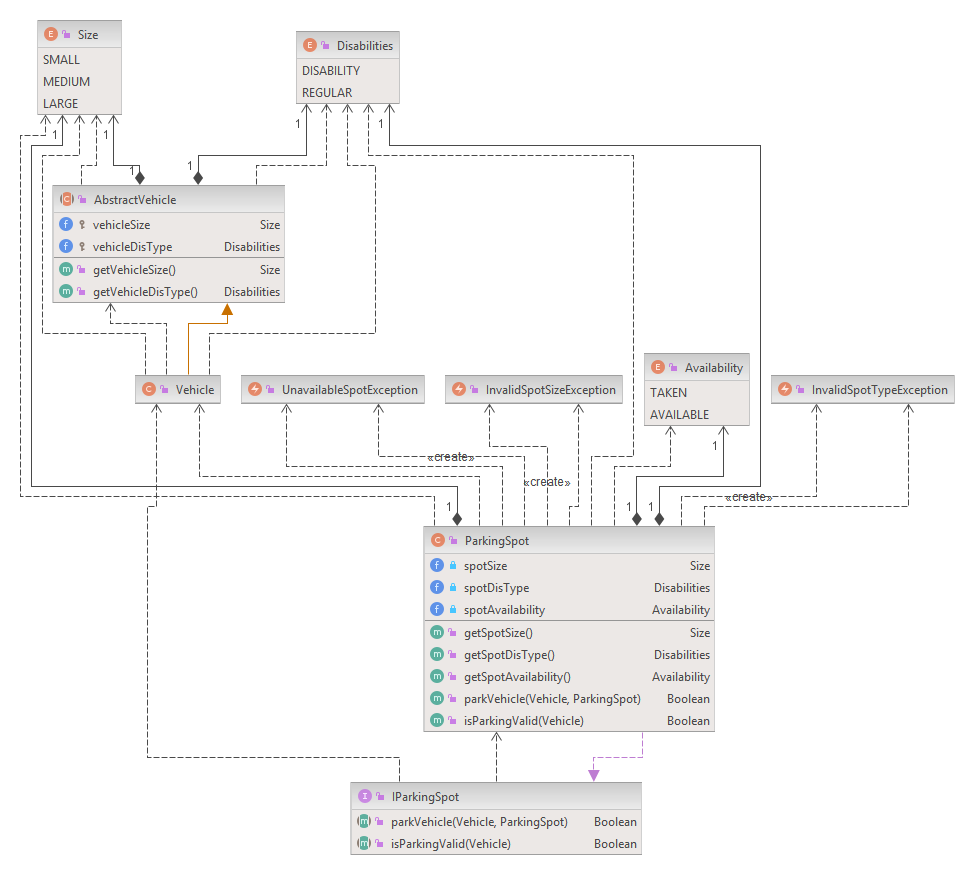 Size
SMALL
MEDIUM
LARGE
Disabilities
DISABILITY
REGULAR
1
1
1
1
1
1
AbstractVehicle
vehicleSize Size
vehicleDisType Disabilities
getVehicleSize() Size
getVehicleDisType() Disabilities
Vehicle
UnavailableSpotException
InvalidSpotSizeException
Availability
TAKEN
AVAILABLE
InvalidSpotTypeException
1
«create»
«create»
«create»
1
1
1
ParkingSpot
spotSize Size
spotDisType Disabilities
spotAvailability Availability
getSpotSize() Size
getSpotDisType() Disabilities
getSpotAvailability() Availability
parkVehicle(Vehicle, ParkingSpot) Boolean
isParkingValid(Vehicle) Boolean
IParkingSpot
parkVehicle(Vehicle, ParkingSpot) Boolean
isParkingValid(Vehicle) Boolean